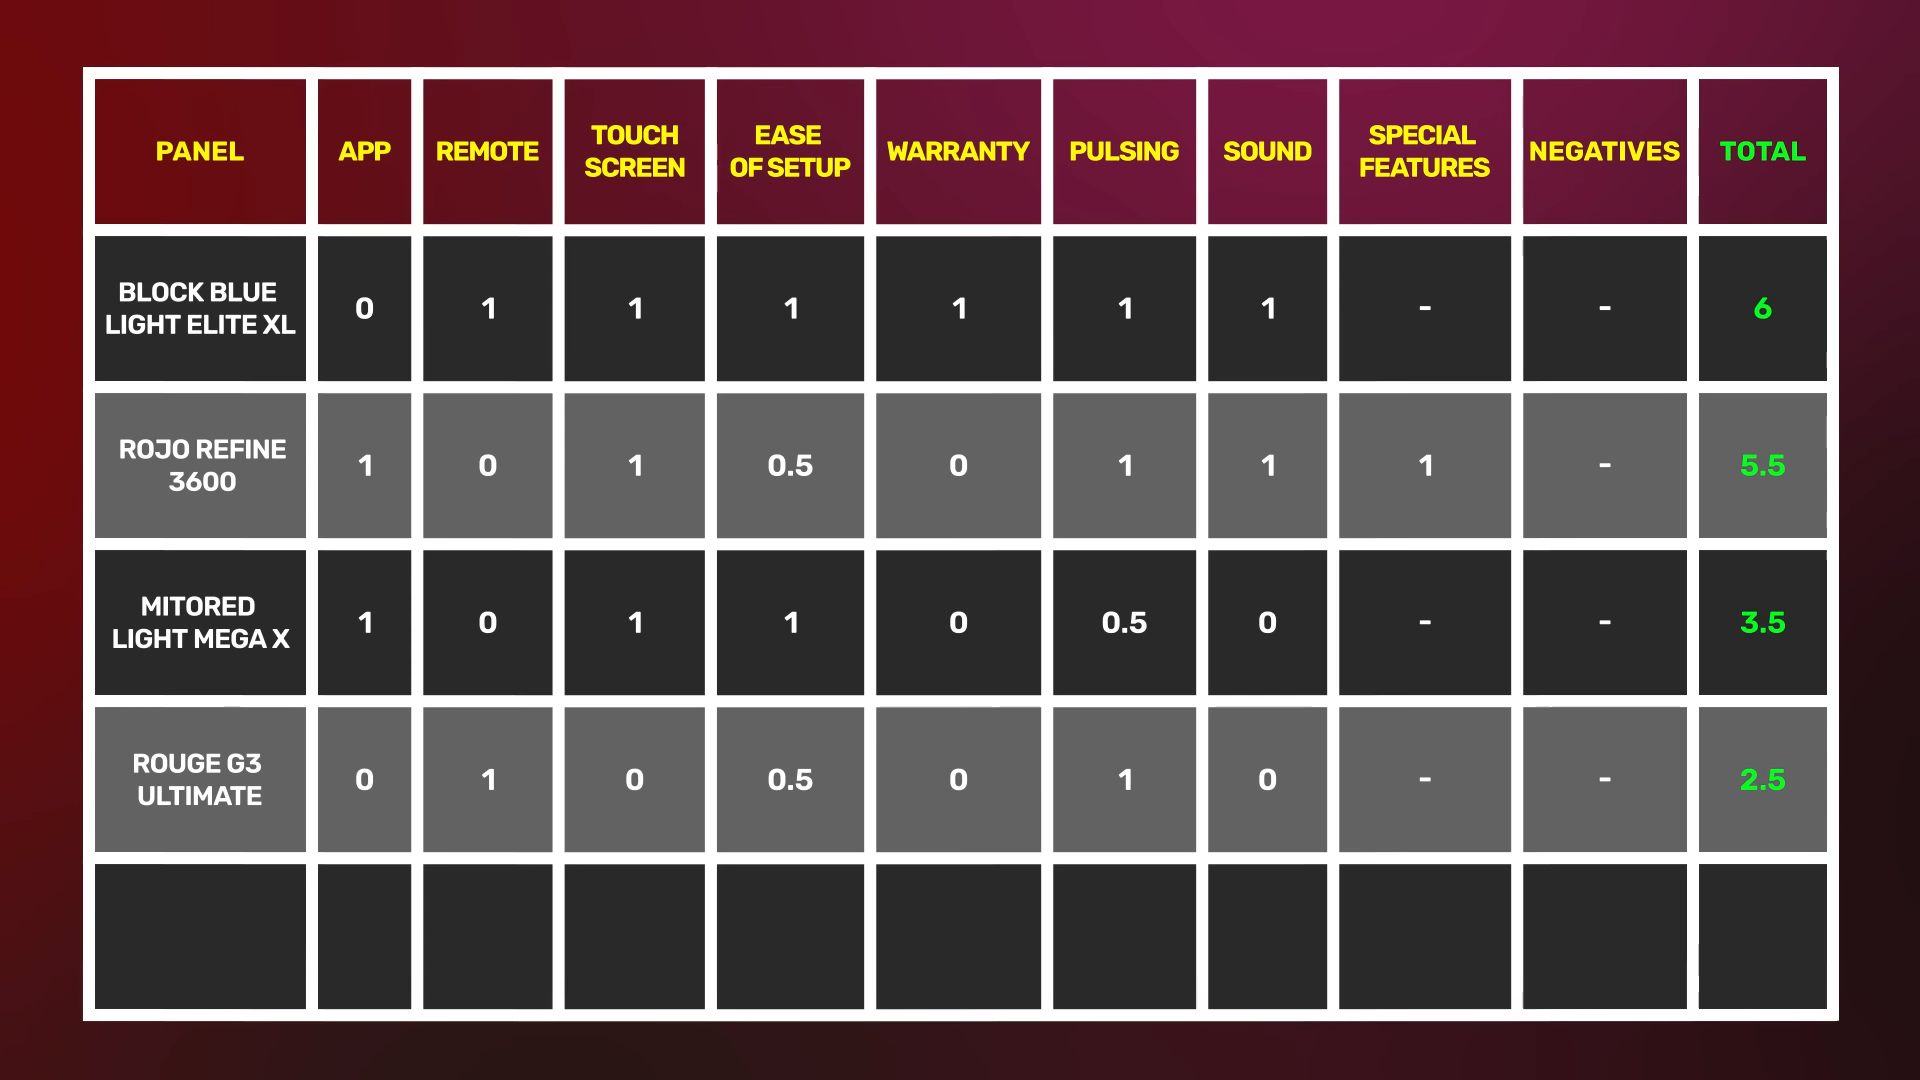 PANEL APP REMOTE TOUCH SCREEN EASE OF SETUP WARRANTY PULSING SOUND SPECIAL FEATURES NEGATIVES TOTAL
BLOCK BLUE LIGHT ELITE XL 0 1 1 1 1 1 1 - - 6
ROJO REFINE 3600 1 0 1 0.5 0 1 1 1 - 5.5
MITORED LIGHT MEGA X 1 0 1 1 0 0.5 0 - - 3.5
ROUGE G3 ULTIMATE 0 1 0 0.5 0 1 0 - - 2.5